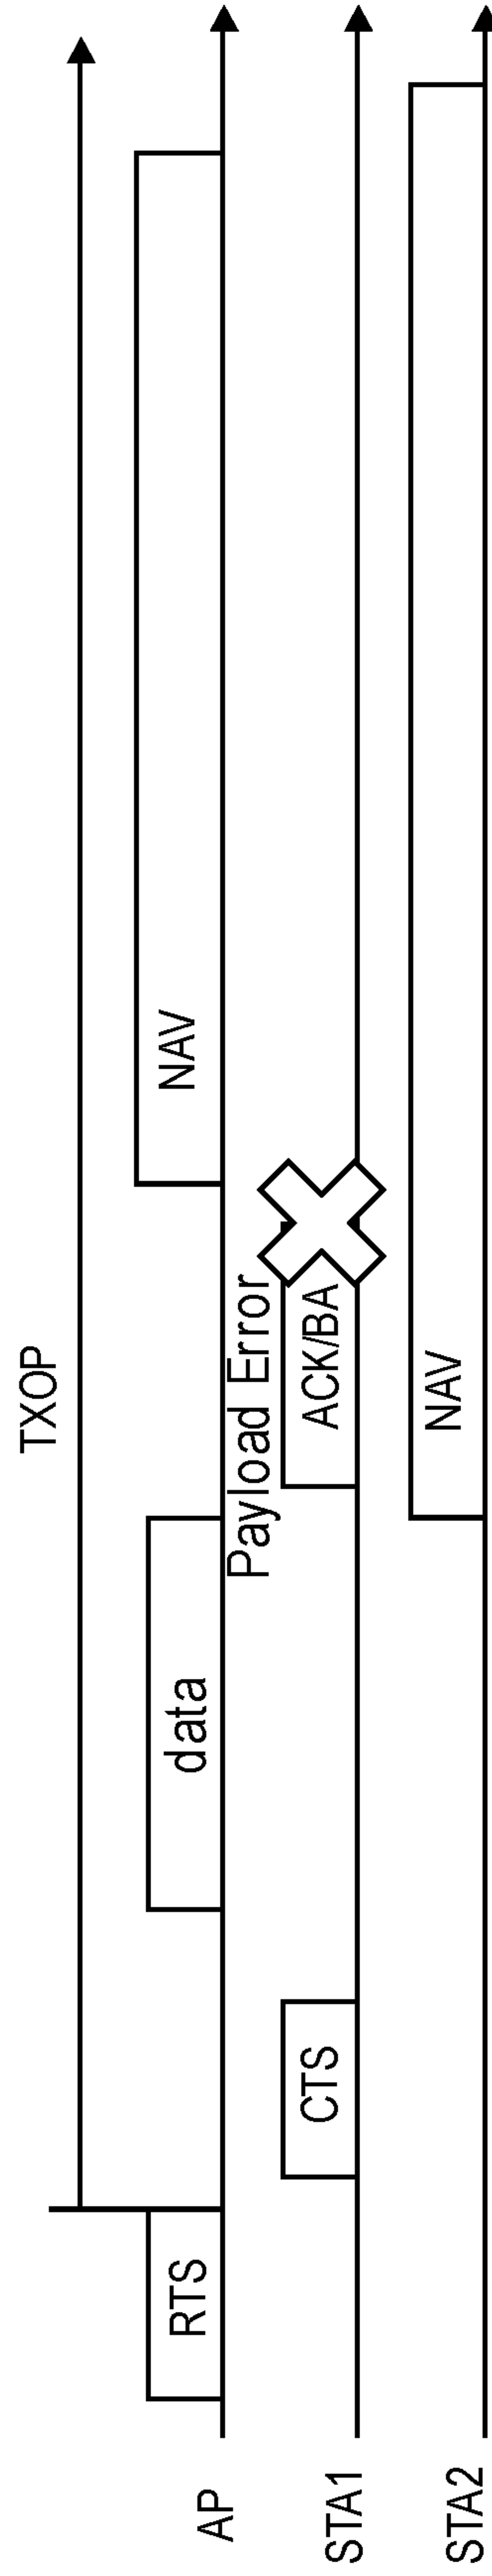 TXOP
AP
RTS
data
NAV
Payload Error
STA1
CTS
ACK/BA
STA2
NAV